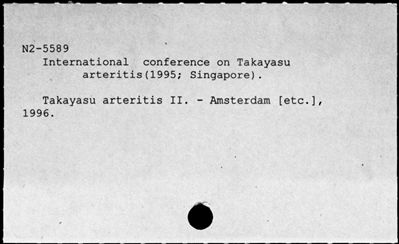 N2-5589
International conference on Takayasu
arteritis(1995; Singapore).
Takayasu arteritis II. - Amsterdam [etc.],
1996.